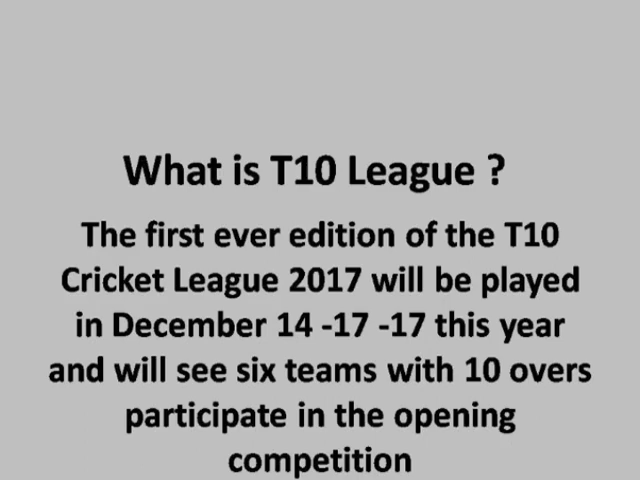 What is T10 League ?
The first ever edition of the T10
Cricket League 2017 will be played
in December 14 -17 -17 this year
and will see six teams with 10 overs
participate in the opening
competition